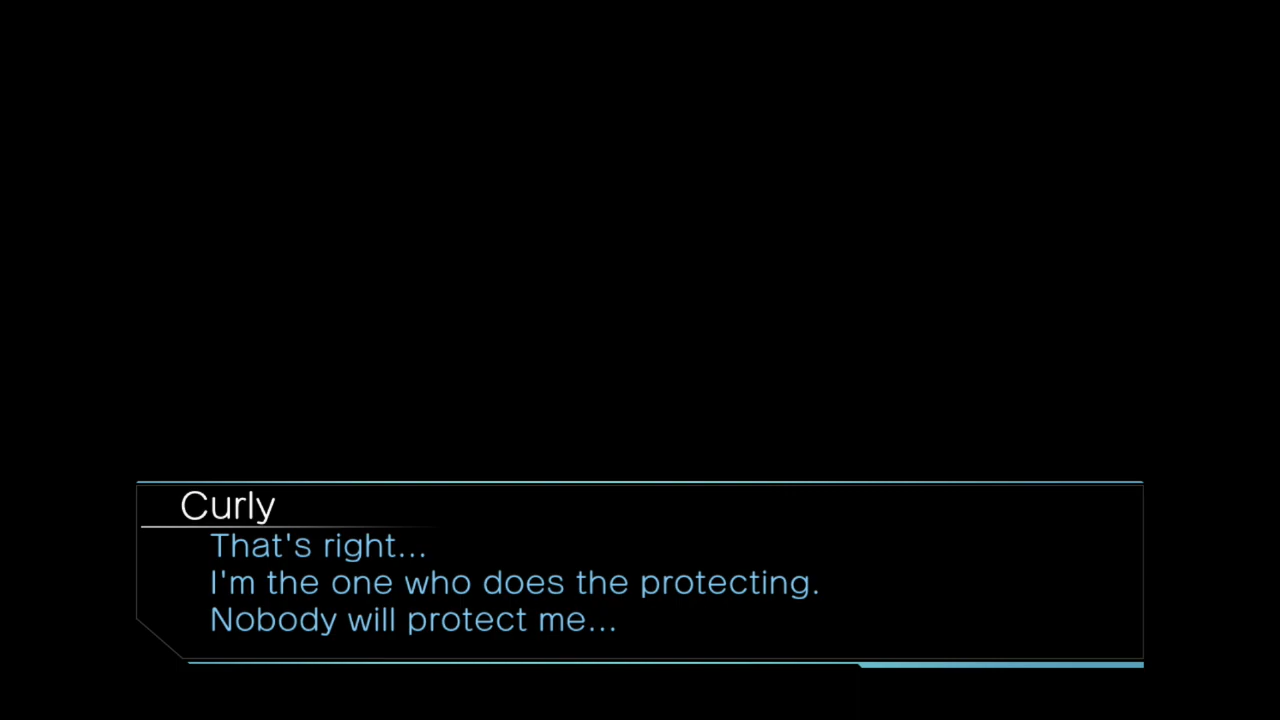 Curly
That's right...
I'm the one who does the protecting.
Nobody will protect me...